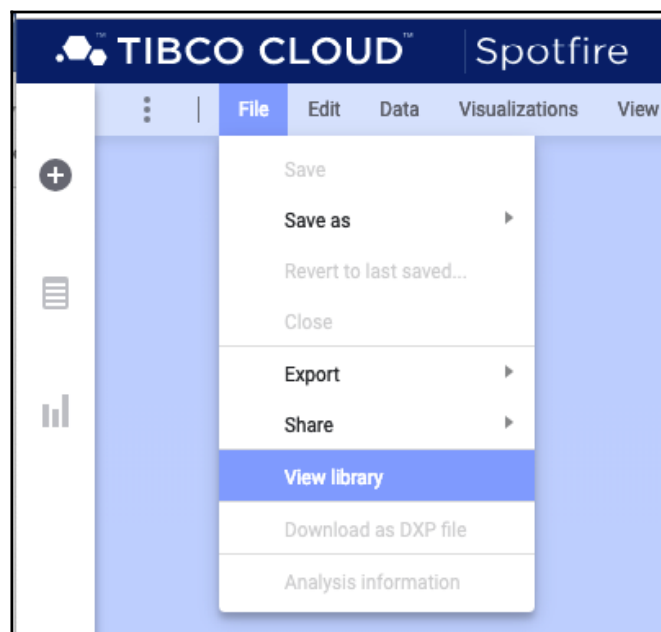 TIBCO CLOUD™ Spotfire
File Edit Data Visualizations View
Save
Save as
Revert to last saved...
Close
Export
Share
View library
Download as DXP file
Analysis information